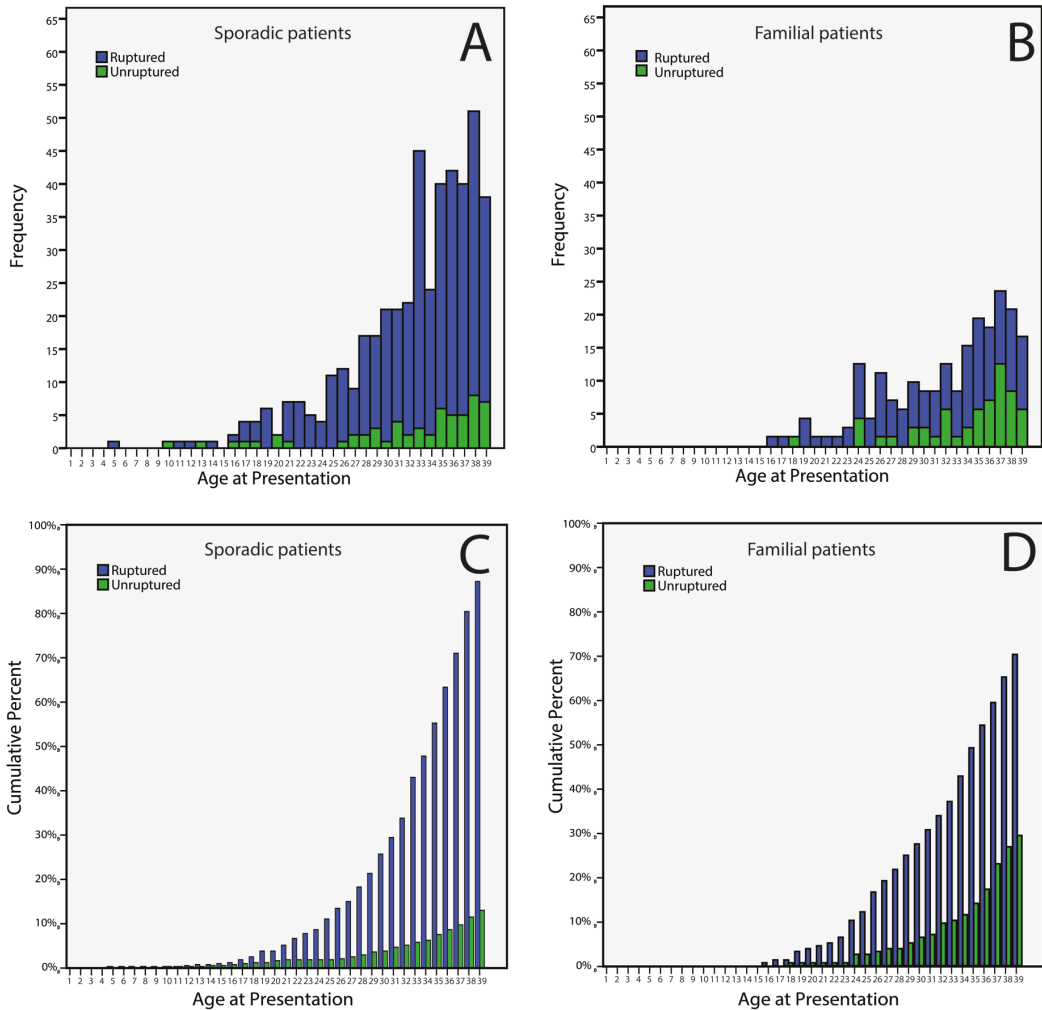 Sporadic patients
A
Ruptured
Unruptured
65
60
55
50
45
40
35
30
25
20
15
10
5
0
Frequency
1 2 3 4 5 6 7 8 9 10 11 12 13 14 15 16 17 18 19 20 21 22 23 24 25 26 27 28 29 30 31 32 33 34 35 36 37 38 39
Age at Presentation
Familial patients
B
Ruptured
Unruptured
65
60
55
50
45
40
35
30
25
20
15
10
5
0
Frequency
1 2 3 4 5 6 7 8 9 10 11 12 13 14 15 16 17 18 19 20 21 22 23 24 25 26 27 28 29 30 31 32 33 34 35 36 37 38 39
Age at Presentation
Sporadic patients
C
Ruptured
Unruptured
100%
90%
80%
70%
60%
50%
40%
30%
20%
10%
0%
Cumulative Percent
1 2 3 4 5 6 7 8 9 10 11 12 13 14 15 16 17 18 19 20 21 22 23 24 25 26 27 28 29 30 31 32 33 34 35 36 37 38 39
Age at Presentation
Familial patients
D
Ruptured
Unruptured
100%
90%
80%
70%
60%
50%
40%
30%
20%
10%
0%
Cumulative Percent
1 2 3 4 5 6 7 8 9 10 11 12 13 14 15 16 17 18 19 20 21 22 23 24 25 26 27 28 29 30 31 32 33 34 35 36 37 38 39
Age at Presentation